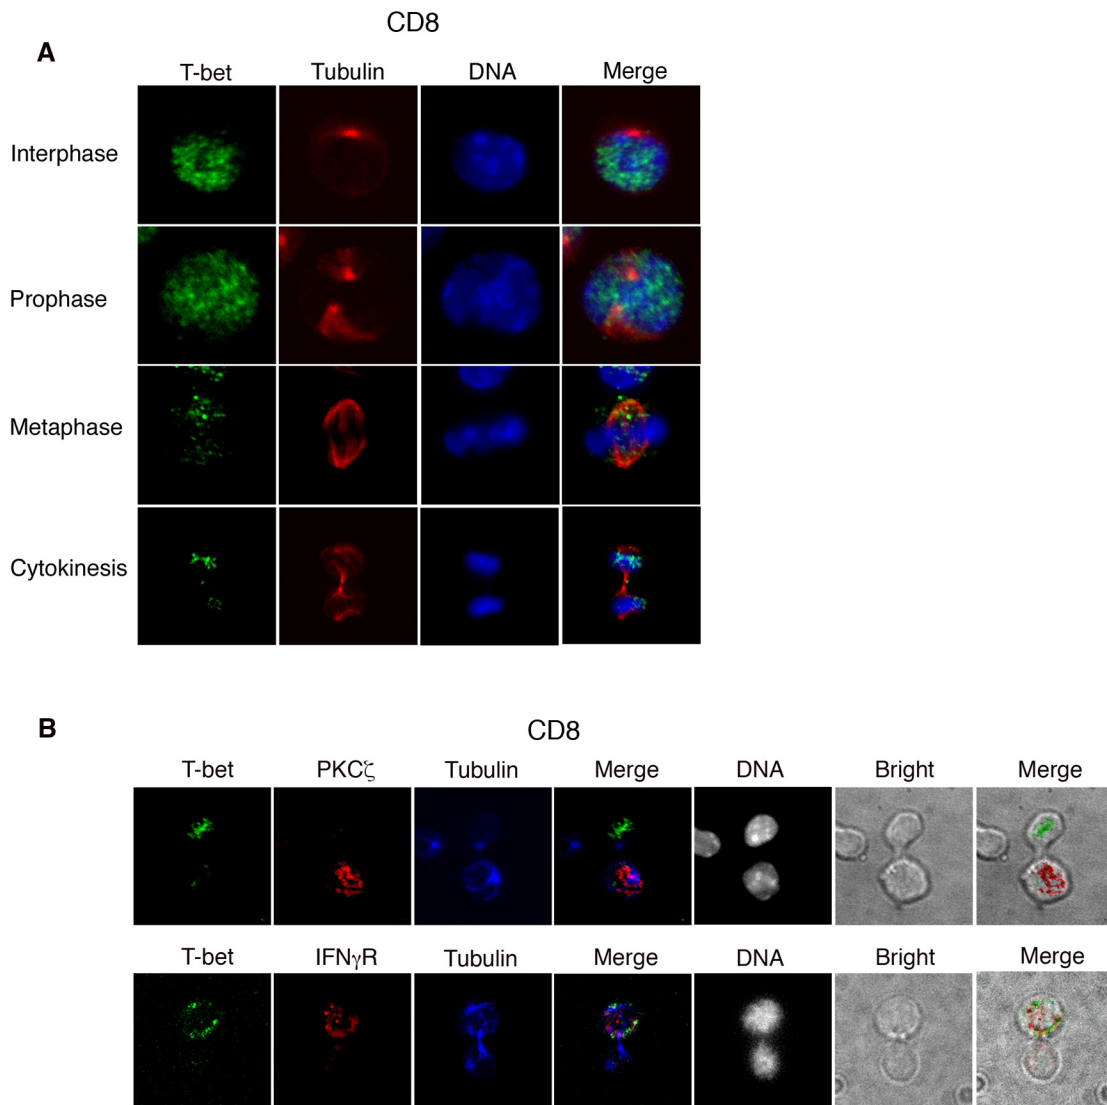 CD8
A
T-bet Tubulin DNA Merge
Interphase
Prophase
Metaphase
Cytokinesis
B
CD8
T-bet PKCζ Tubulin Merge DNA Bright Merge
T-bet IFNγR Tubulin Merge DNA Bright Merge